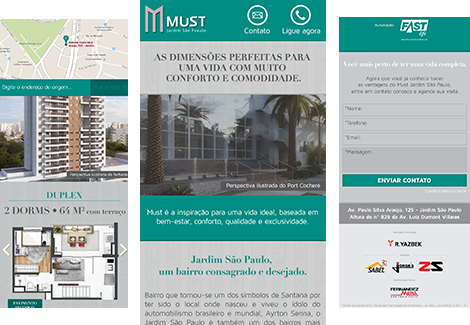 Digite o endereço de origem...
Perspectiva ilustrada da fachada
DUPLEX
2 DORMS • 64 M² com terraço
PAVIMENTO
MUST
Jardim São Paulo
Contato
Ligue agora
AS DIMENSÕES PERFEITAS PARA
UMA VIDA COM MUITO
CONFORTO E COMODIDADE.
Perspectiva ilustrada do Port Cocherè
Must é a inspiração para uma vida ideal, baseada em
bem-estar, conforto, qualidade e exclusividade.
Jardim São Paulo,
um bairro consagrado e desejado.
Bairro que tornou-se um dos símbolos de Santana por
ter sido o local onde nasceu e viveu o ídolo do
automobilismo brasileiro e mundial, Ayrton Senna, o
Jardim São Paulo é também um dos bairros mais
Automação:
FAST
life
Você mais perto de ter uma vida completa.
Agora que você já conhece todas
as vantagens do Must Jardim São Paulo,
entre em contato conosco e agende sua visita.
*Nome:
*Telefone:
*Email:
*Mensagem:
ENVIAR CONTATO
Av. Paulo Silva Araújo, 125 - Jardim São Paulo
Altura do nº 829 da Av. Luiz Dumont Villares
R.YAZBEK
SABEL
FERNANDEZ
MERA